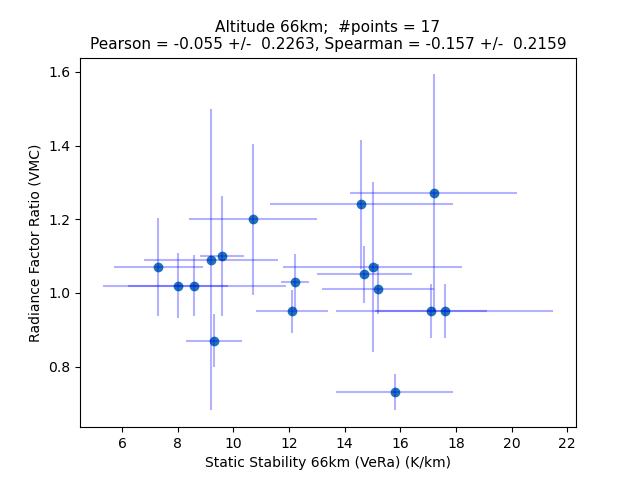 Altitude 66km;  #points = 17
Pearson = -0.055 +/-  0.2263, Spearman = -0.157 +/-  0.2159
1.6
1.4
1.2
1.0
0.8
Radiance Factor Ratio (VMC)
6 8 10 12 14 16 18 20 22
Static Stability 66km (VeRa) (K/km)